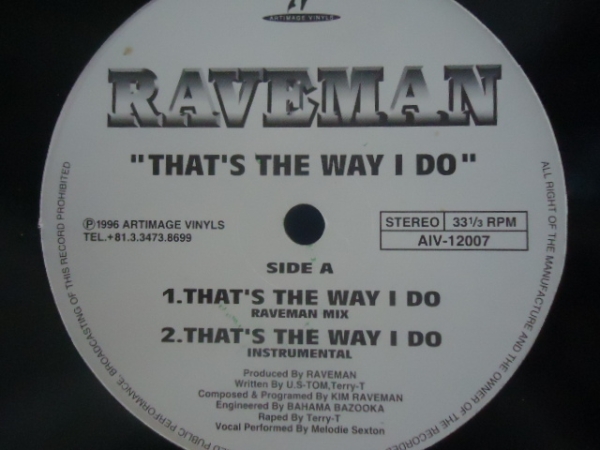 ARTIMAGE VINYLS
RAVEMAN
"THAT'S THE WAY I DO"
℗1996 ARTIMAGE VINYLS
TEL.+81.3.3473.8699
STEREO 33 1/3 RPM
AIV-12007
SIDE A
1.THAT'S THE WAY I DO
RAVEMAN MIX
2.THAT'S THE WAY I DO
INSTRUMENTAL
Produced By RAVEMAN
Written By U.S-TOM,Terry-T
Composed & Programed By KIM RAVEMAN
Engineered By BAHAMA BAZOOKA
Raped By Terry-T
Vocal Performed By Melodie Sexton
ALL RIGHT OF THE MANUFACTURE AND THE OWNER OF THE RECORDED PUBLIC PERFORMANCE, BROADCASTING OF THIS RECORD PROHIBITED